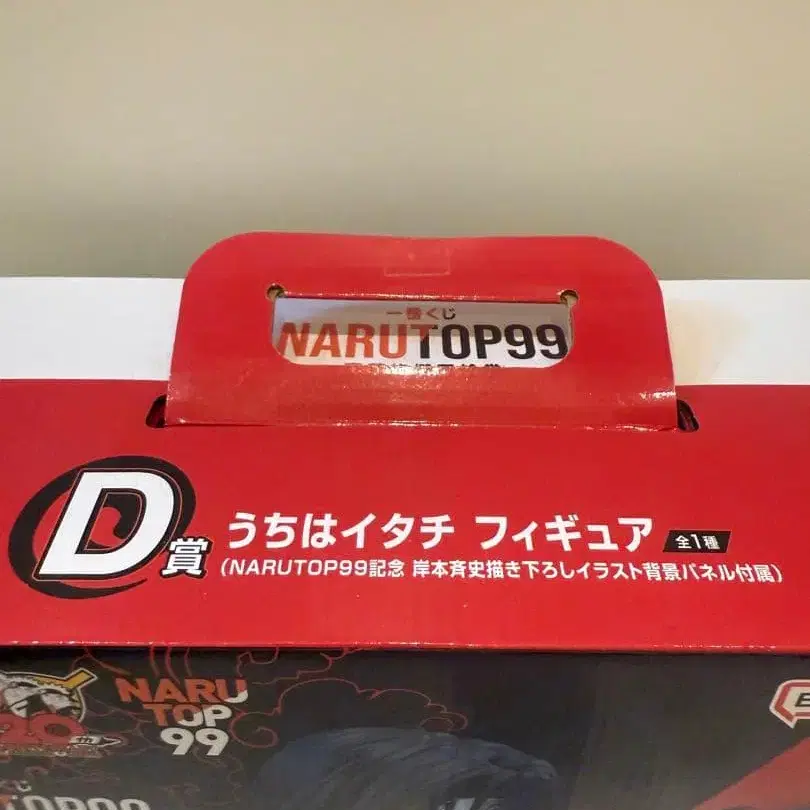 一番くじ
NARUTOP99
D賞
うちはイタチ フィギュア 全1種
(NARUTOP99記念 岸本斉史描き下ろしイラスト背景パネル付属)
20th
NARU
TOP
99